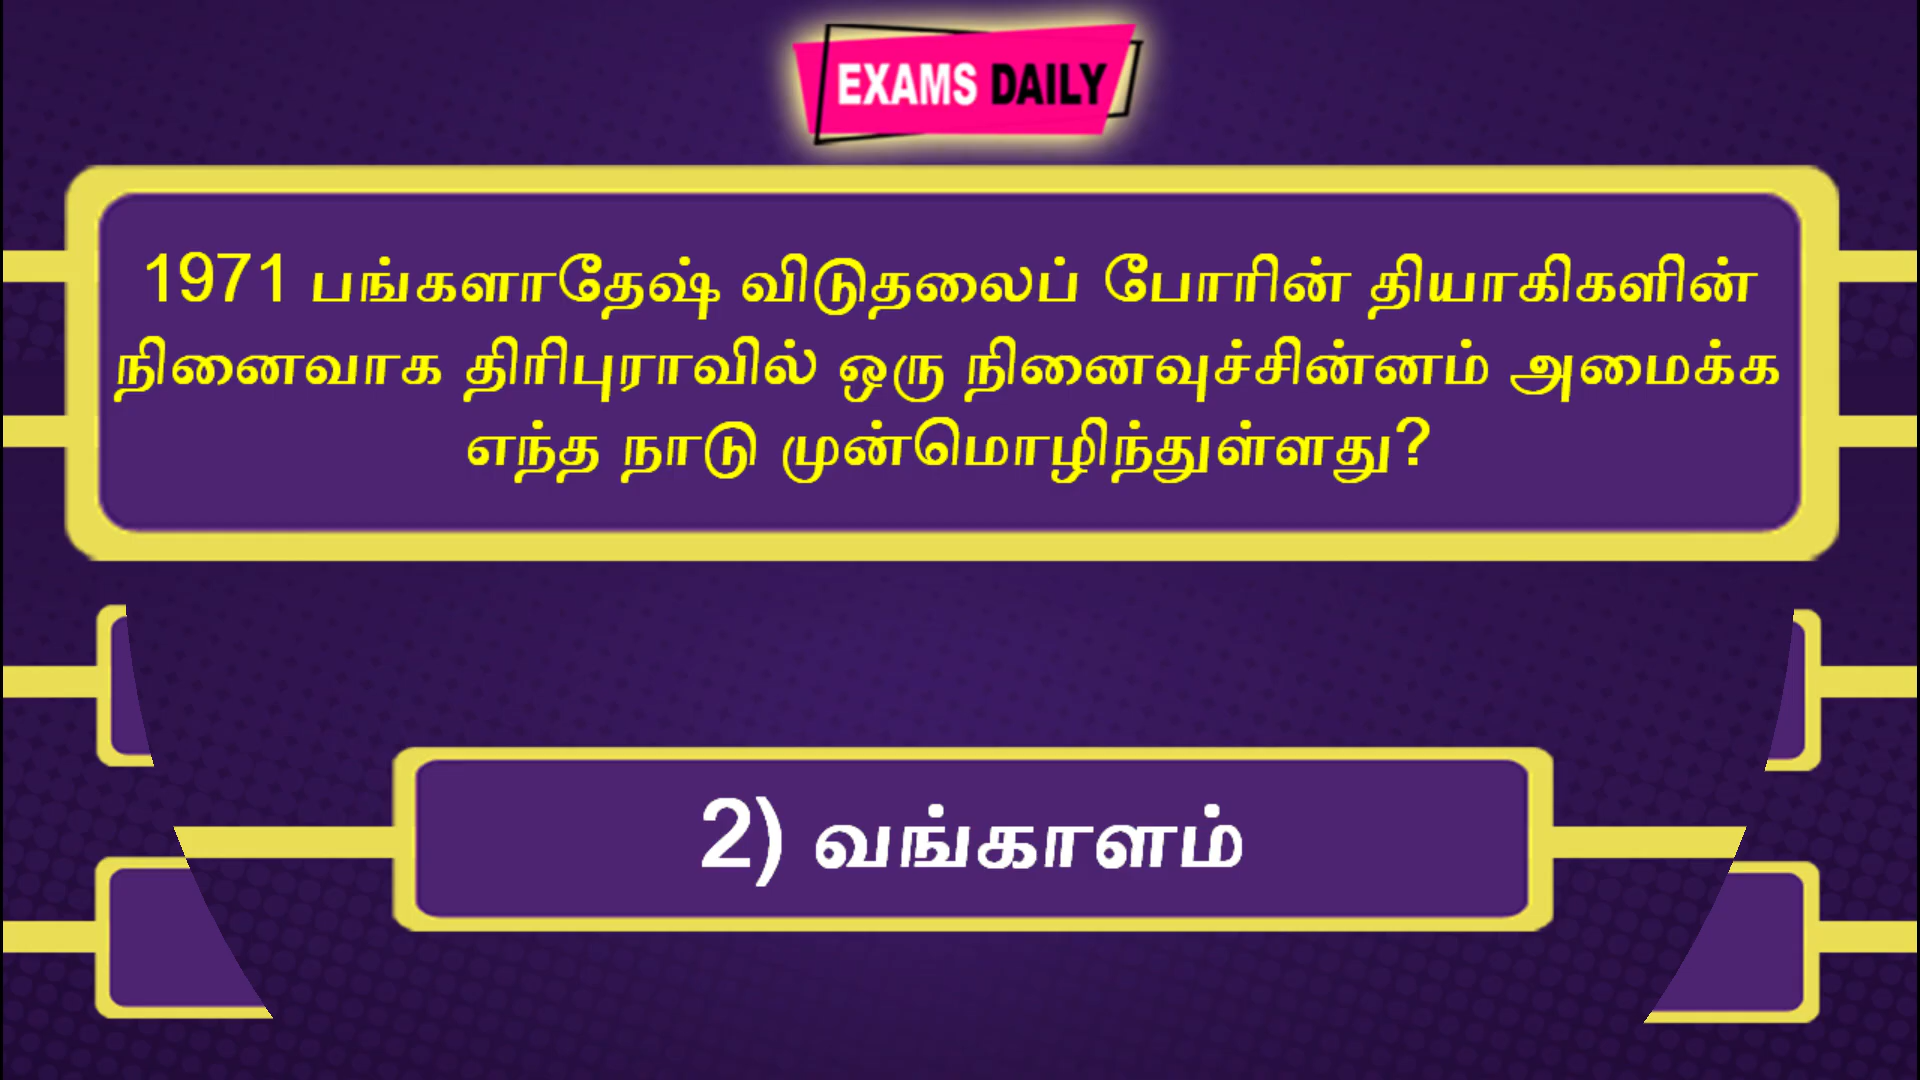 EXAMS DAILY
1971 பங்களாதேஷ் விடுதலைப் போரின் தியாகிகளின்
நினைவாக திரிபுராவில் ஒரு நினைவுச்சின்னம் அமைக்க
எந்த நாடு முன்மொழிந்துள்ளது?
2) வங்காளம்